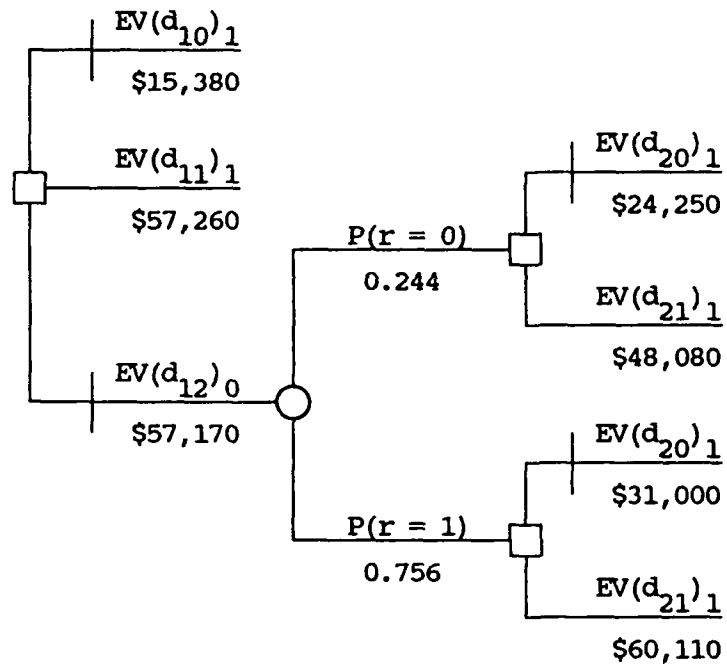 EV(d₁₀)₁
$15,380
EV(d₁₁)₁
$57,260
EV(d₁₂)₀
$57,170
P(r = 0)
0.244
P(r = 1)
0.756
EV(d₂₀)₁
$24,250
EV(d₂₁)₁
$48,080
EV(d₂₀)₁
$31,000
EV(d₂₁)₁
$60,110